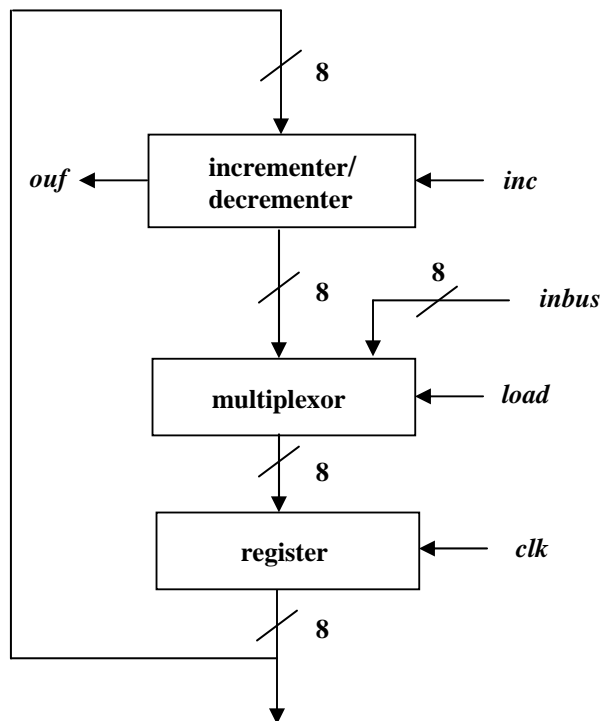 8
incrementer/
decrementer
ouf
inc
8
8
inbus
multiplexor
load
8
register
clk
8